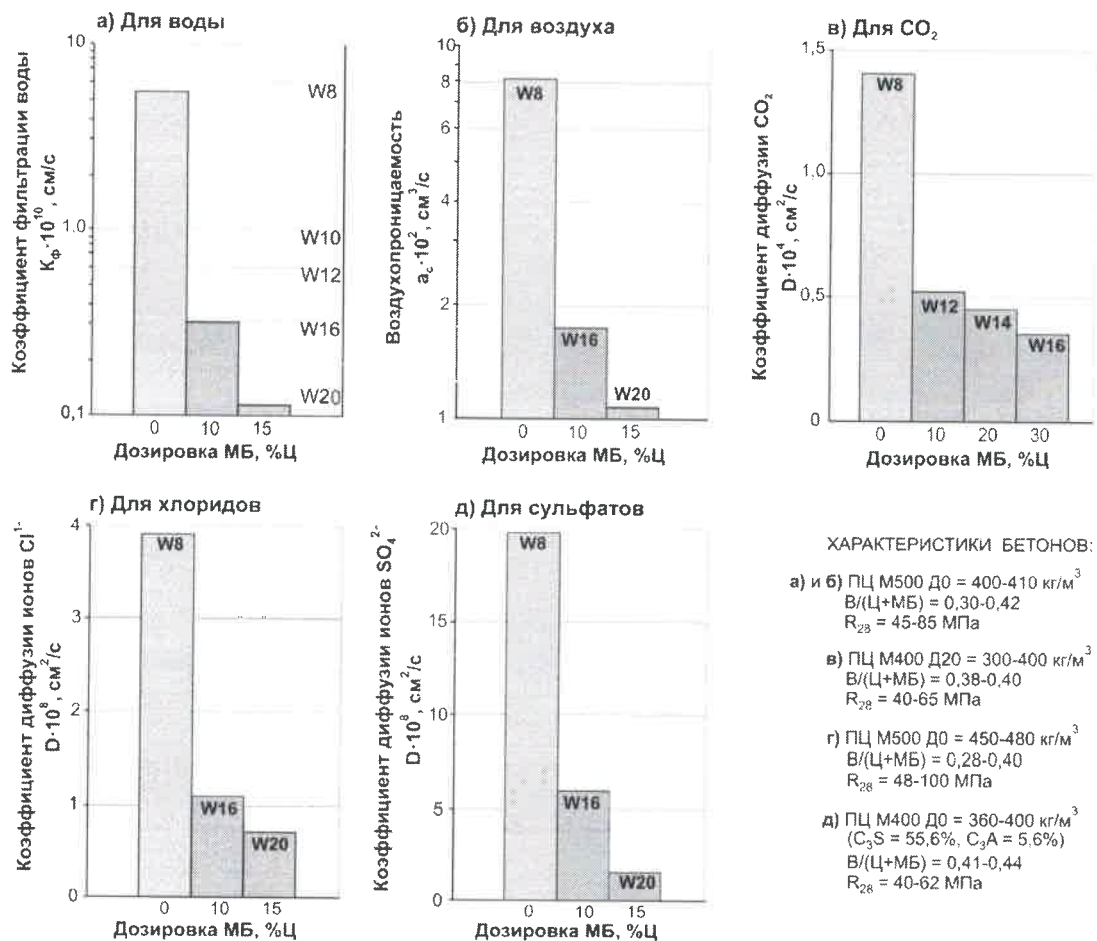 а) Для воды
Коэффициент фильтрации воды
Кф·10¹⁰, см/с
10
1.0
0,1
W8
W10
W12
W16
W20
0 10 15
Дозировка МБ, %Ц
б) Для воздуха
Воздухопроницаемость
aс·10², см³/с
8
6
4
2
1
W8
W16
W20
0 10 15
Дозировка МБ, %Ц
в) Для CO₂
Коэффициент диффузии CO₂
D·10⁴, см²/с
1,5
1,0
0,5
0
W8
W12
W14
W16
0 10 20 30
Дозировка МБ, %Ц
г) Для хлоридов
Коэффициент диффузии ионов Cl¹⁻
D·10⁸, см²/с
4
3
2
1
0
W8
W16
W20
0 10 15
Дозировка МБ, %Ц
д) Для сульфатов
Коэффициент диффузии ионов SO₄²⁻
D·10⁸, см²/с
20
15
10
5
0
W8
W16
W20
0 10 15
Дозировка МБ, %Ц
ХАРАКТЕРИСТИКИ БЕТОНОВ:
а) и б) ПЦ М500 Д0 = 400-410 кг/м³
В/(Ц+МБ) = 0,30-0,42
R₂₈ = 45-85 МПа
в) ПЦ М400 Д20 = 300-400 кг/м³
В/(Ц+МБ) = 0,38-0,40
R₂₈ = 40-65 МПа
г) ПЦ М500 Д0 = 450-480 кг/м³
В/(Ц+МБ) = 0,28-0,40
R₂₈ = 48-100 МПа
д) ПЦ М400 Д0 = 360-400 кг/м³
(C₃S = 55,6%, C₃A = 5,6%)
В/(Ц+МБ) = 0,41-0,44
R₂₈ = 40-62 МПа